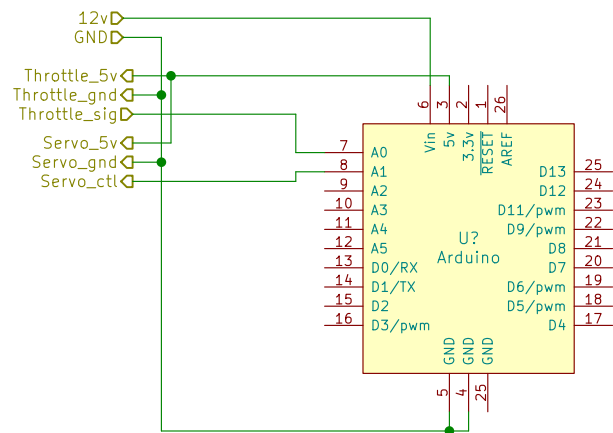 12v
GND
Throttle_5v
Throttle_gnd
Throttle_sig
Servo_5v
Servo_gnd
Servo_ctl
6 3 2 1 26
Vin 5v 3.3v RESET AREF
7 A0
8 A1
9 A2
10 A3
11 A4
12 A5
13 D0/RX
14 D1/TX
15 D2
16 D3/pwm
U?
Arduino
D13 25
D12 24
D11/pwm 23
D9/pwm 22
D8 21
D7 20
D6/pwm 19
D5/pwm 18
D4 17
GND GND GND
5 4 25